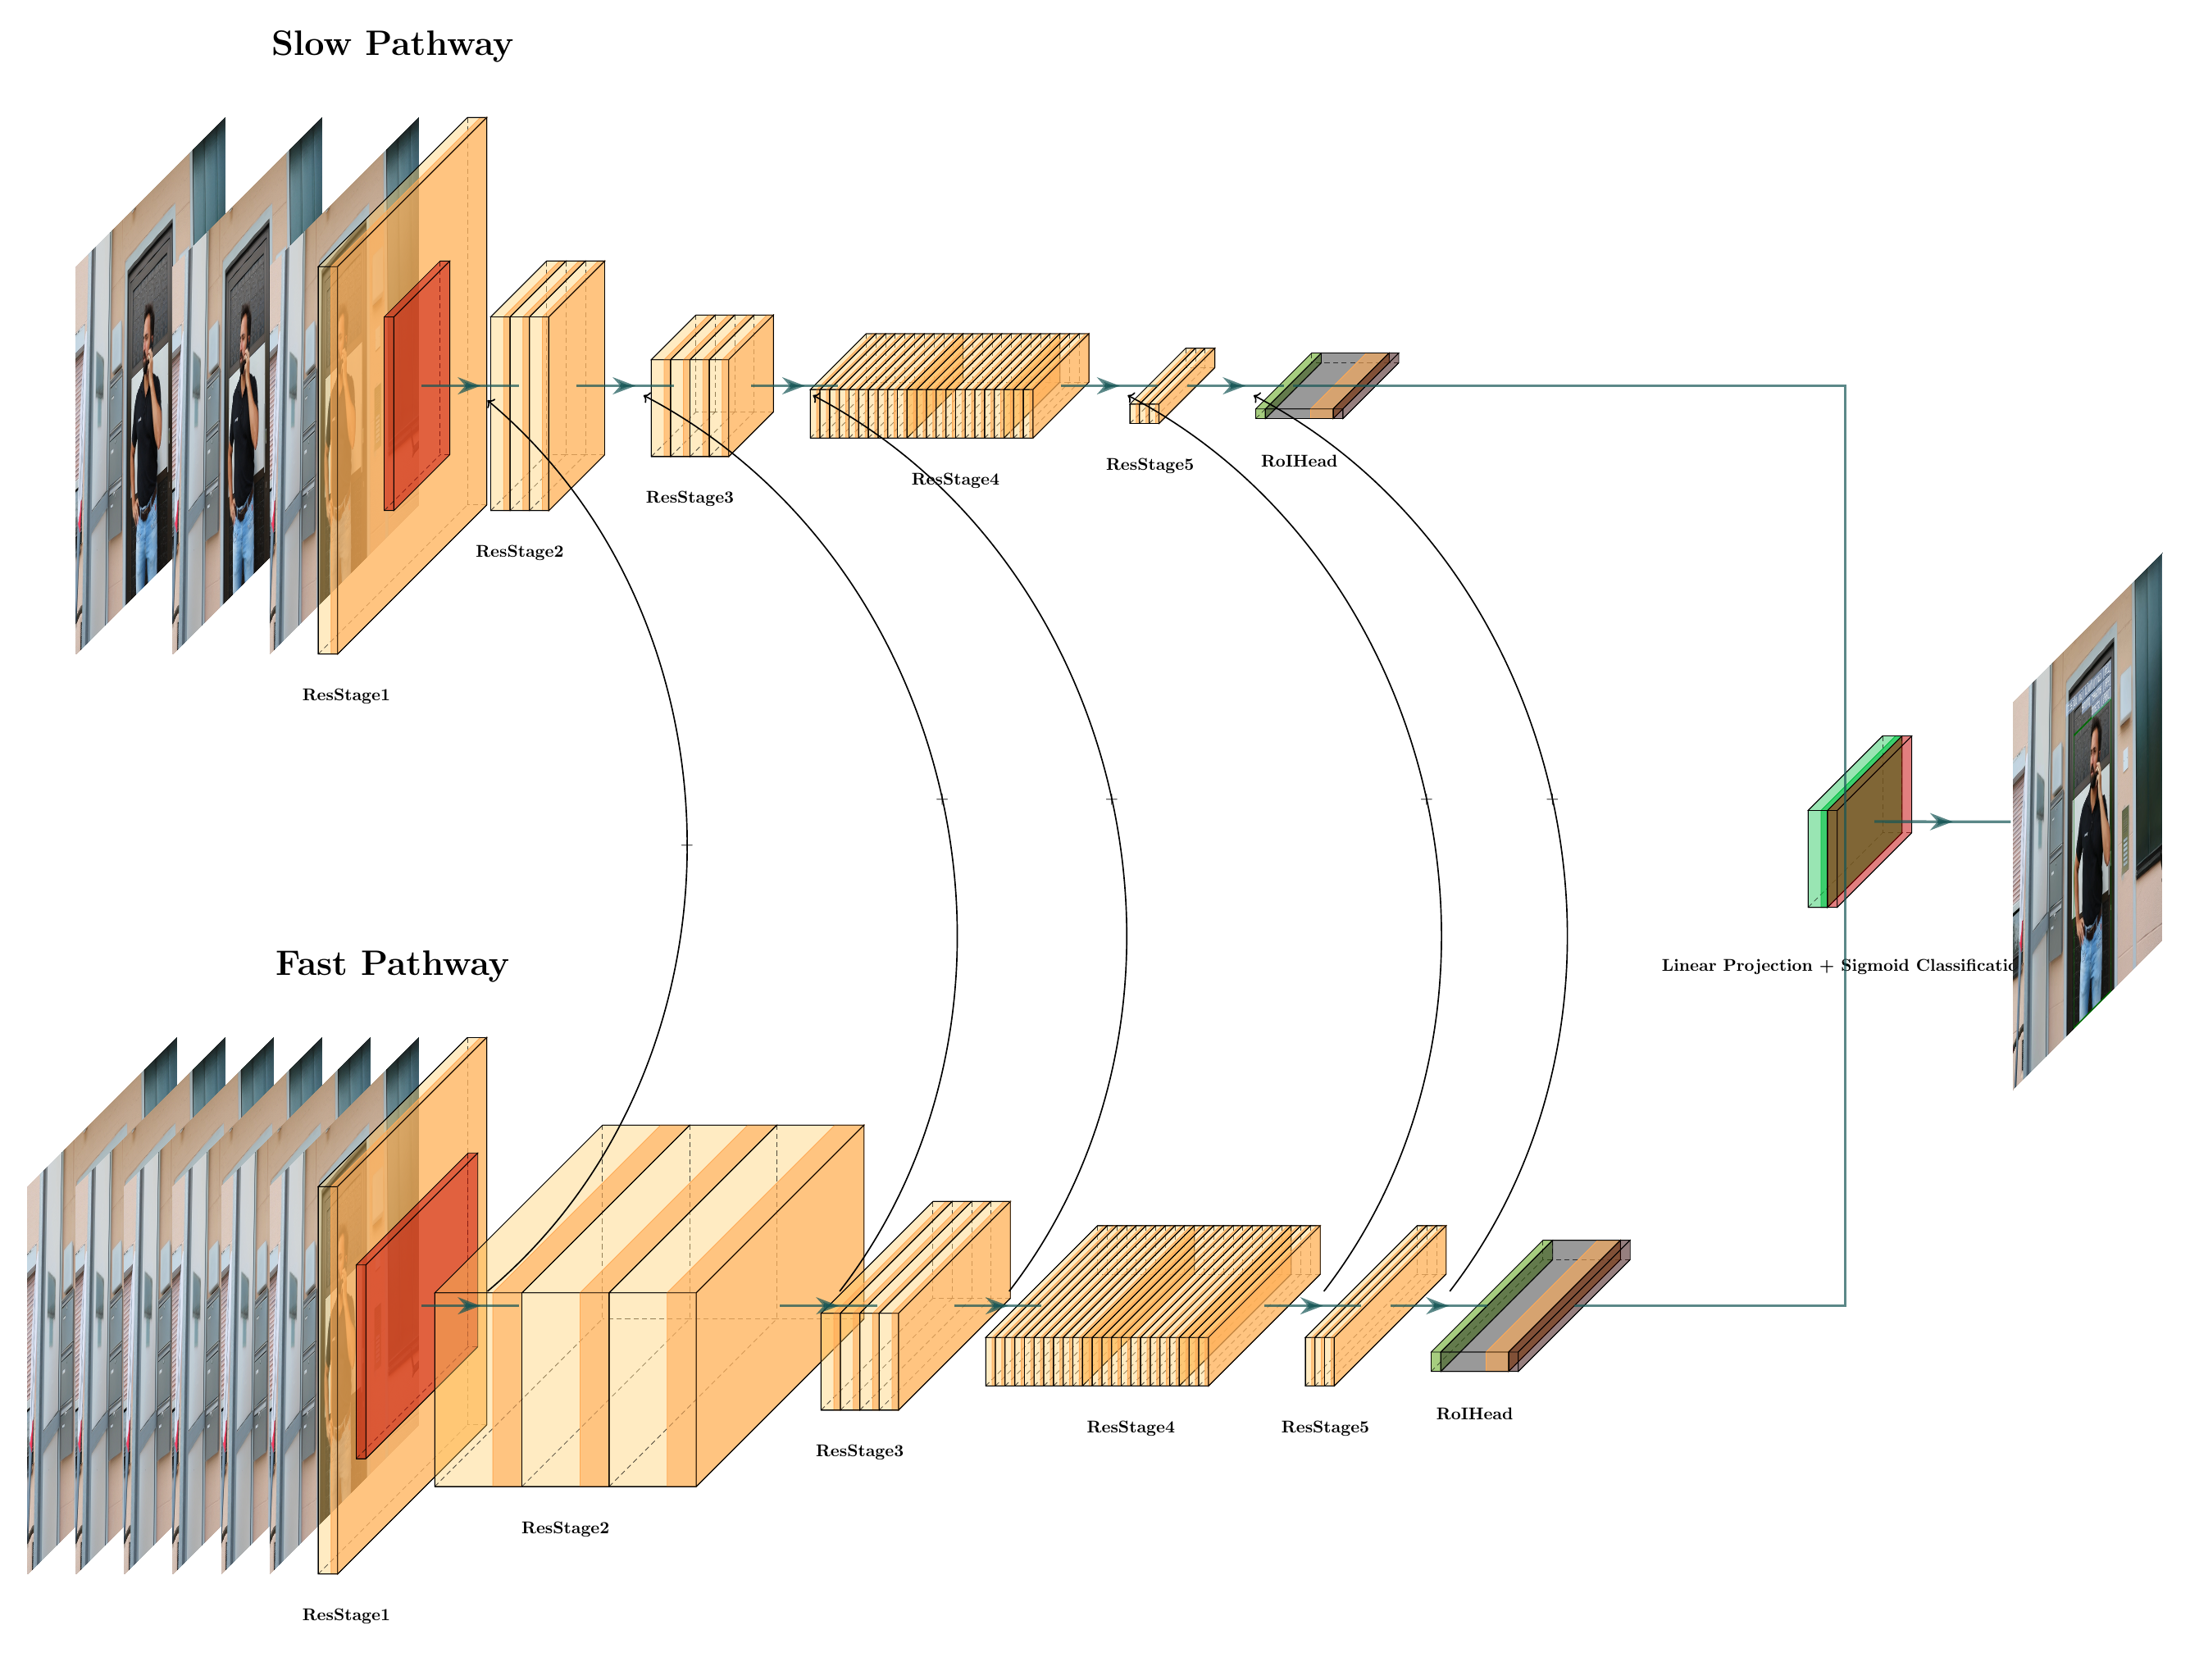 Slow Pathway
ResStage1
ResStage2
ResStage3
ResStage4
ResStage5
RoIHead
Linear Projection + Sigmoid
Fast Pathway
ResStage1
ResStage2
ResStage3
ResStage4
ResStage5
RoIHead